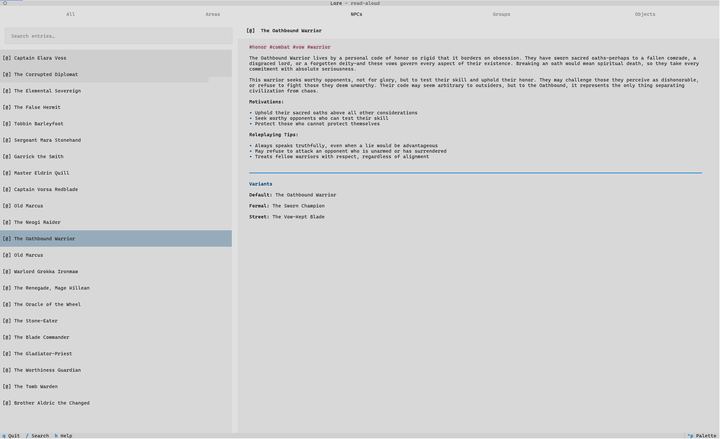 Lore — read-aloud
All Areas NPCs Groups Objects
Search entries…
[@] Captain Elara Voss
[@] The Corrupted Diplomat
[@] The Elemental Sovereign
[@] The False Hermit
[@] Tobbin Barleyfoot
[@] Sergeant Mara Stonehand
[@] Garrick the Smith
[@] Master Eldrin Quill
[@] Captain Vorsa Redblade
[@] Old Marcus
[@] The Neogi Raider
[@] The Oathbound Warrior
[@] Old Marcus
[@] Warlord Grokka Ironmaw
[@] The Renegade, Mage Killean
[@] The Oracle of the Wheel
[@] The Stone-Eater
[@] The Blade Commander
[@] The Gladiator-Priest
[@] The Worthiness Guardian
[@] The Tomb Warden
[@] Brother Aldric the Changed
[@] The Oathbound Warrior
#honor #combat #vow #warrior
The Oathbound Warrior lives by a personal code of honor so rigid that it borders on obsession. They have sworn sacred oaths—perhaps to a fallen comrade, a
disgraced lord, or a forgotten deity—and these vows govern every aspect of their existence. Breaking an oath would mean spiritual death, so they take every
commitment with absolute seriousness.
This warrior seeks worthy opponents, not for glory, but to test their skill and uphold their honor. They may challenge those they perceive as dishonorable,
or refuse to fight those they deem unworthy. Their code may seem arbitrary to outsiders, but to the Oathbound, it represents the only thing separating
civilization from chaos.
Motivations:
• Uphold their sacred oaths above all other considerations
• Seek worthy opponents who can test their skill
• Protect those who cannot protect themselves
Roleplaying Tips:
• Always speaks truthfully, even when a lie would be advantageous
• May refuse to attack an opponent who is unarmed or has surrendered
• Treats fellow warriors with respect, regardless of alignment
Variants
Default: The Oathbound Warrior
Formal: The Sworn Champion
Street: The Vow-Kept Blade
q Quit / Search h Help ^p Palette